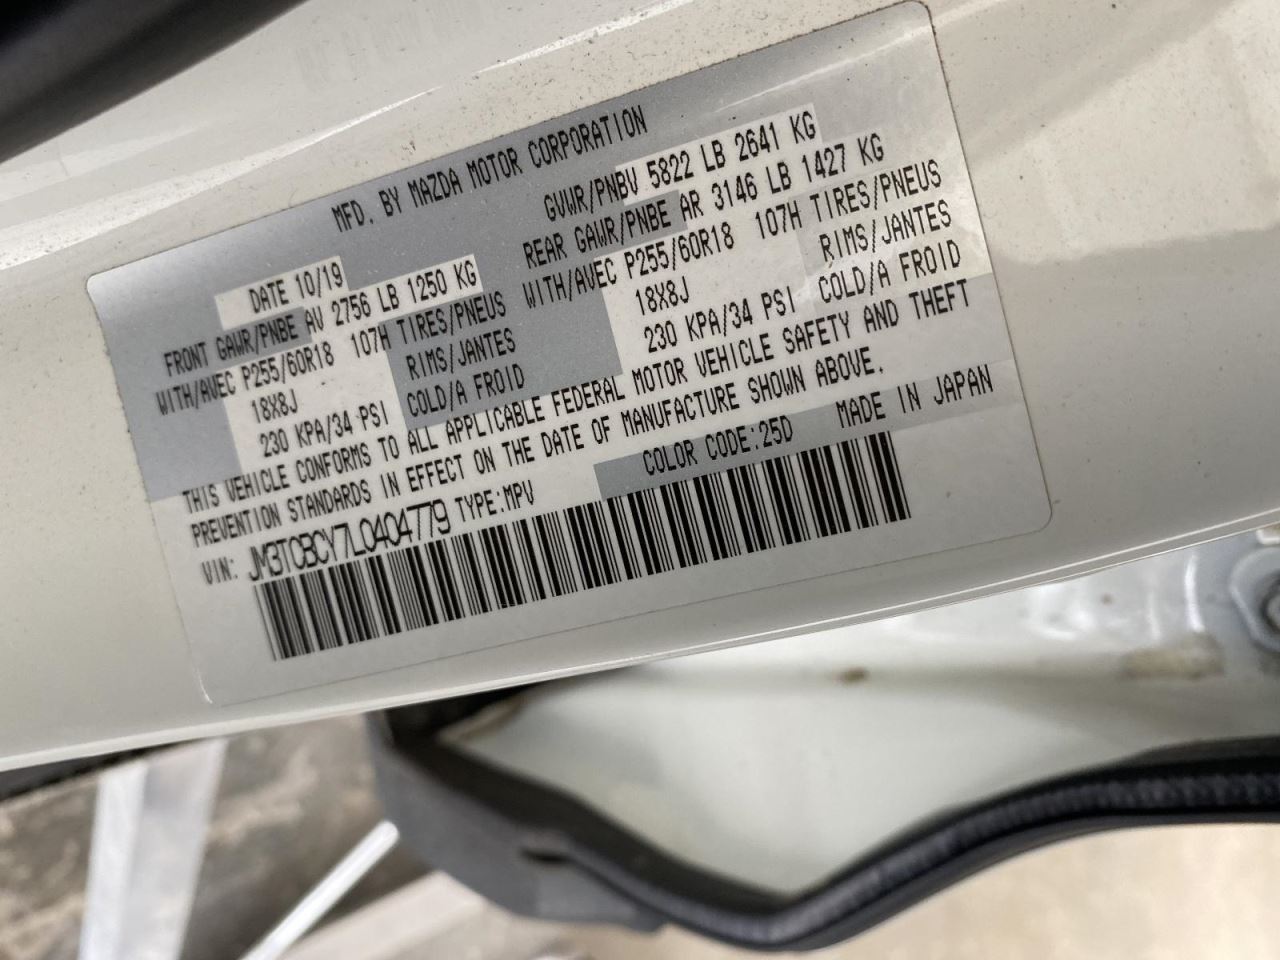 MFD. BY MAZDA MOTOR CORPORATION
DATE 10/19 GVWR/PNBV 5822 LB 2641 KG
FRONT GAWR/PNBE AV 2756 LB 1250 KG REAR GAWR/PNBE AR 3146 LB 1427 KG
WITH/AVEC P255/60R18 107H TIRES/PNEUS WITH/AVEC P255/60R18 107H TIRES/PNEUS
18X8J RIMS/JANTES 18X8J RIMS/JANTES
230 KPA/34 PSI COLD/A FROID 230 KPA/34 PSI COLD/A FROID
THIS VEHICLE CONFORMS TO ALL APPLICABLE FEDERAL MOTOR VEHICLE SAFETY AND THEFT
PREVENTION STANDARDS IN EFFECT ON THE DATE OF MANUFACTURE SHOWN ABOVE.
VIN: JM3TCBCY7L0404779 TYPE:MPV COLOR CODE:25D MADE IN JAPAN